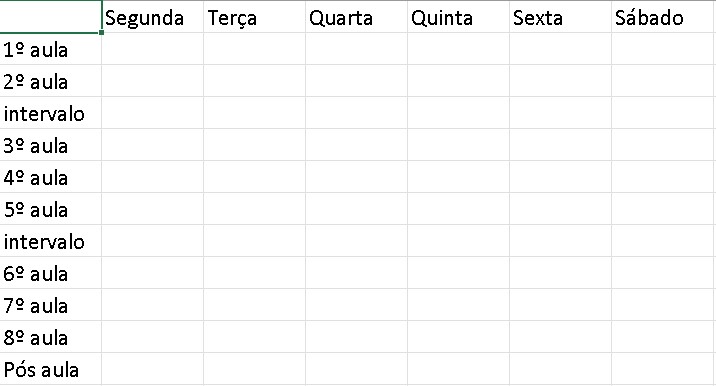 Segunda Terça Quarta Quinta Sexta Sábado
1º aula
2º aula
intervalo
3º aula
4º aula
5º aula
intervalo
6º aula
7º aula
8º aula
Pós aula